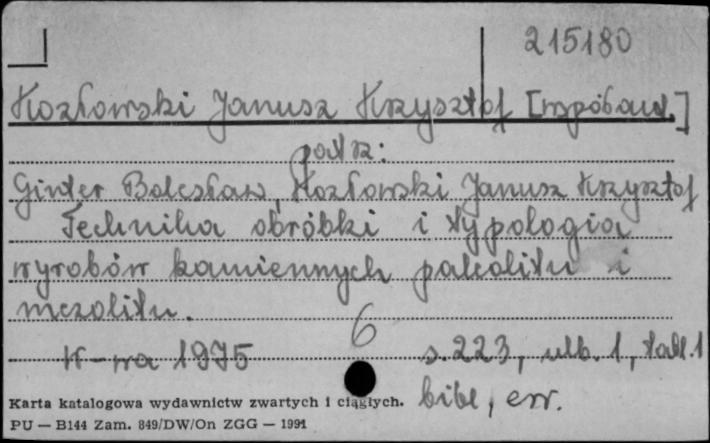 215180
Kozłowski Janusz Krzysztof [współaut.]
patrz:
Ginter Bolesław, Kozłowski Janusz Krzysztof
Technika obróbki i typologia
wyrobów kamiennych paleolitu i
mezolitu.
6
W-wa 1975 s. 223, ulb. 1, tabl. 1
bibl, err.
Karta katalogowa wydawnictw zwartych i ciągłych.
PU — B144 Zam. 849/DW/On ZGG — 1991